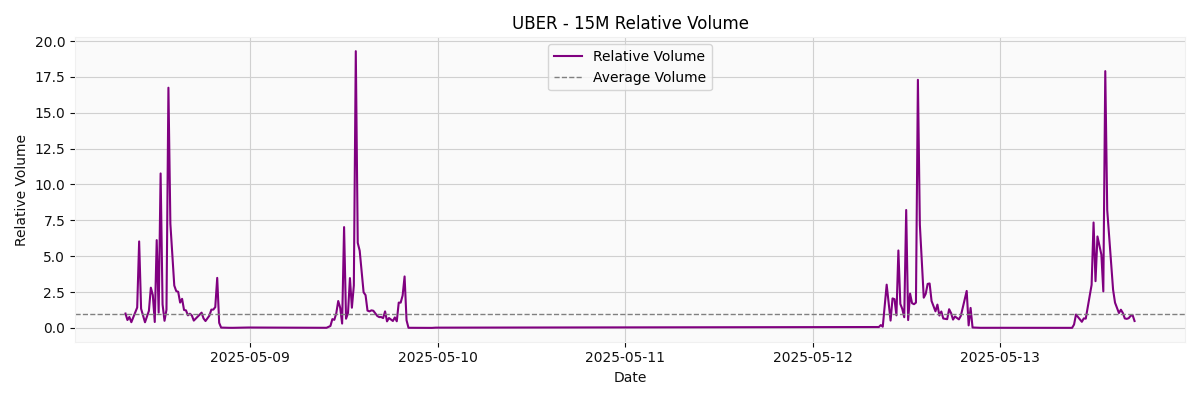 UBER - 15M Relative Volume
20.0
17.5
15.0
12.5
10.0
7.5
5.0
2.5
0.0
Relative Volume
Relative Volume
Average Volume
2025-05-09
2025-05-10
2025-05-11
2025-05-12
2025-05-13
Date